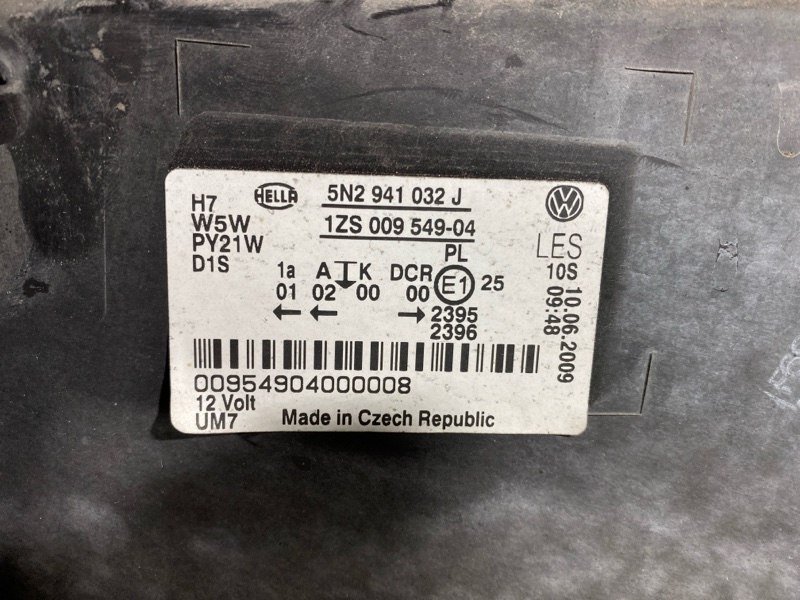 H7
W5W
PY21W
D1S
HELLA
5N2 941 032 J
1ZS 009 549-04
VW
LES
PL
1a A K DCR E1 25
01 02 00 00
← ← →
2395
2396
10S 10.06.2009
09:48
00954904000008
12 Volt
UM7
Made in Czech Republic